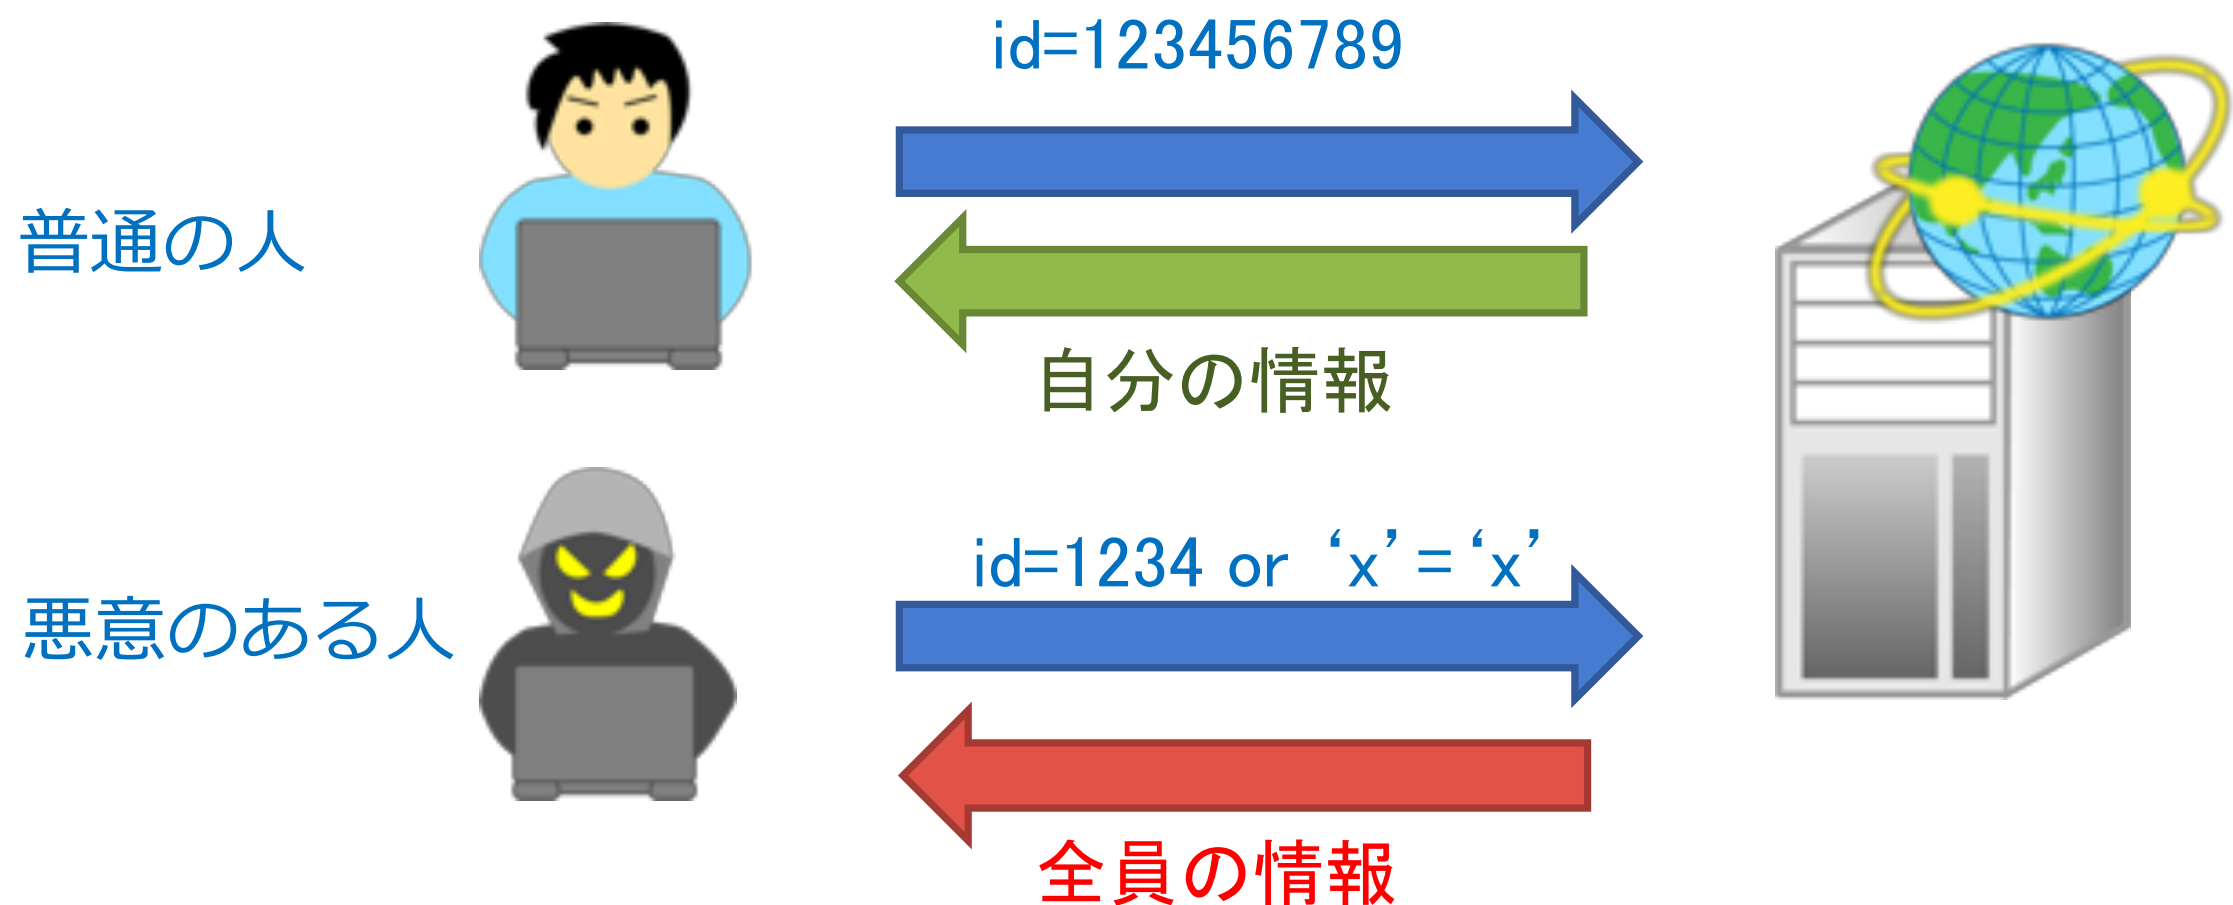 id=123456789
普通の人
自分の情報
id=1234 or ‘x’=‘x’
悪意のある人
全員の情報